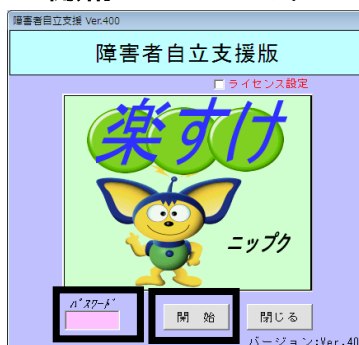 障害者自立支援 Ver.400
障害者自立支援版
ライセンス設定
楽すけ
ニップク
パスワード
開 始
閉じる
バージョン:Ver.40